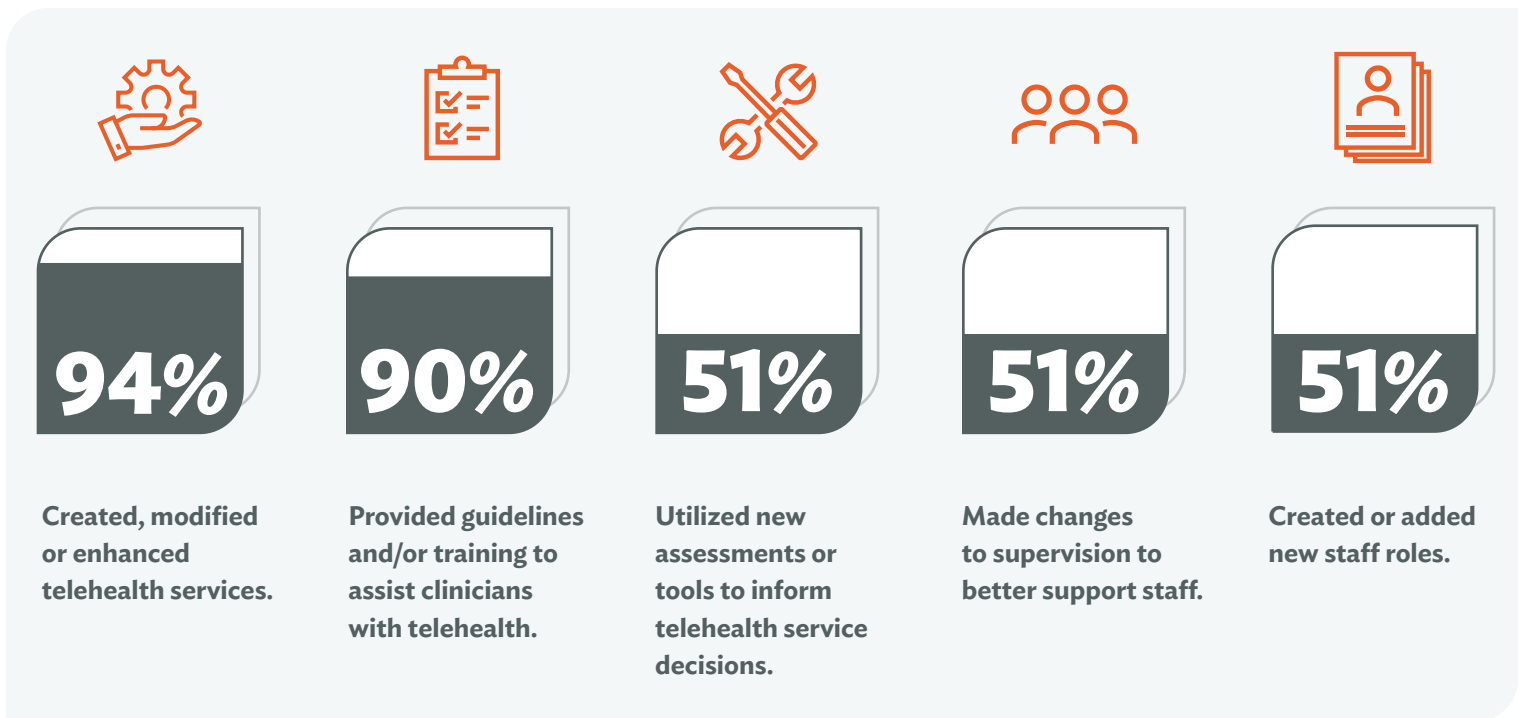 94%
Created, modified
or enhanced
telehealth services.
90%
Provided guidelines
and/or training to
assist clinicians
with telehealth.
51%
Utilized new
assessments or
tools to inform
telehealth service
decisions.
51%
Made changes
to supervision to
better support staff.
51%
Created or added
new staff roles.